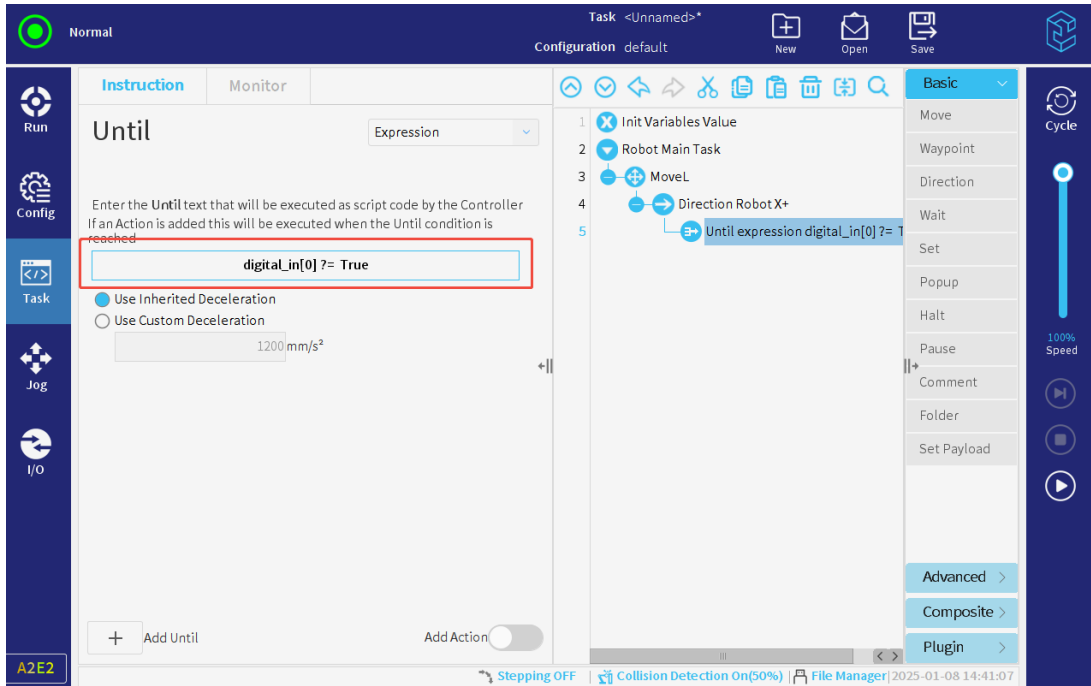 Normal
Task <Unnamed>*
Configuration default
New
Open
Save
Run
Config
Task
Jog
I/O
A2E2
Instruction
Monitor
Until
Expression
Enter the Until text that will be executed as script code by the Controller
If an Action is added this will be executed when the Until condition is
reached
digital_in[0] ?= True
Use Inherited Deceleration
Use Custom Deceleration
1200 mm/s²
+ Add Until
Add Action
1 Init Variables Value
2 Robot Main Task
3 MoveL
4 Direction Robot X+
5 Until expression digital_in[0] ?= T
Basic
Move
Waypoint
Direction
Wait
Set
Popup
Halt
Pause
Comment
Folder
Set Payload
Advanced
Composite
Plugin
Cycle
100%
Speed
Stepping OFF | Collision Detection On(50%) | File Manager| 2025-01-08 14:41:07